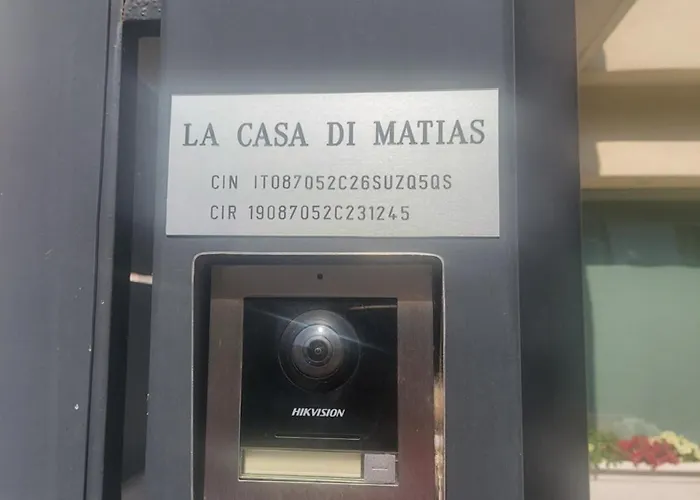 LA CASA DI MATIAS
CIN IT087052C26SUZQ5QS
CIR 19087052C231245
HIKVISION